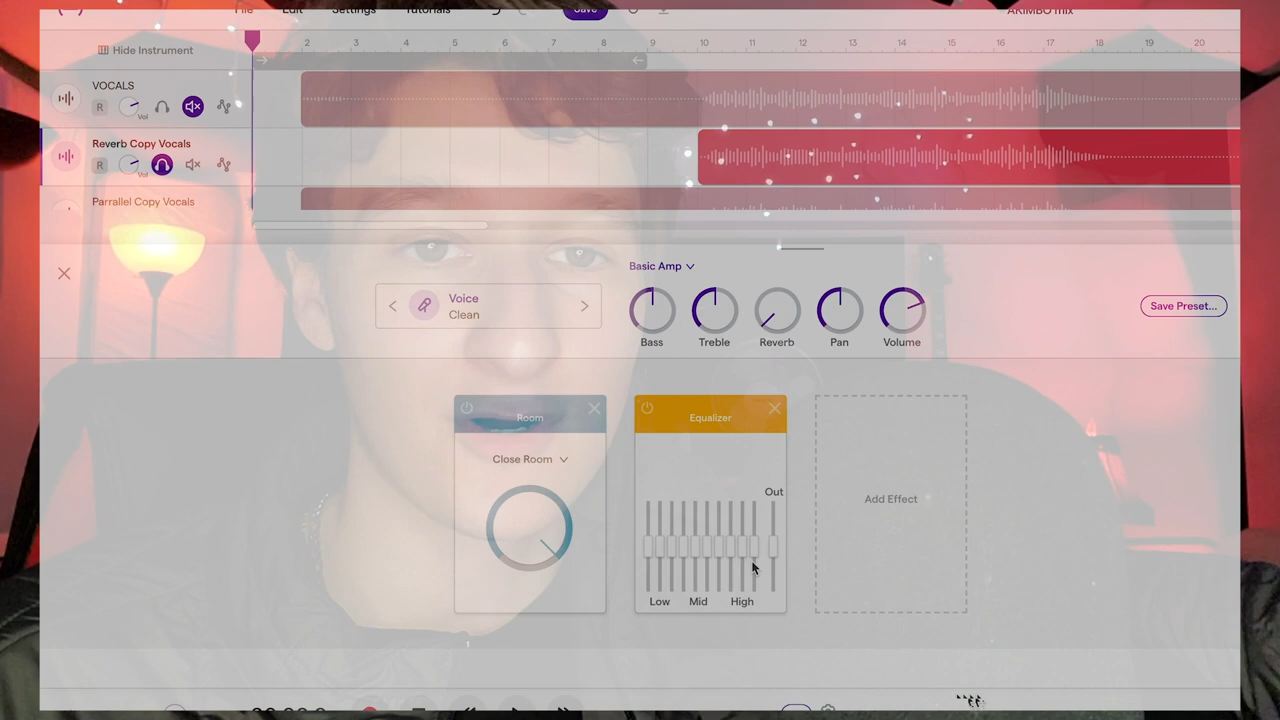 File Edit Settings Tutorials Save ARIMBO mix
Hide Instrument
2 3 4 5 6 7 8 9 10 11 12 13 14 15 16 17 18 19 20
VOCALS
R Vol
Reverb Copy Vocals
R Vol
Parrallel Copy Vocals
Basic Amp
Voice
Clean
Save Preset...
Bass Treble Reverb Pan Volume
Room Equalizer
Close Room
Out
Add Effect
Low Mid High